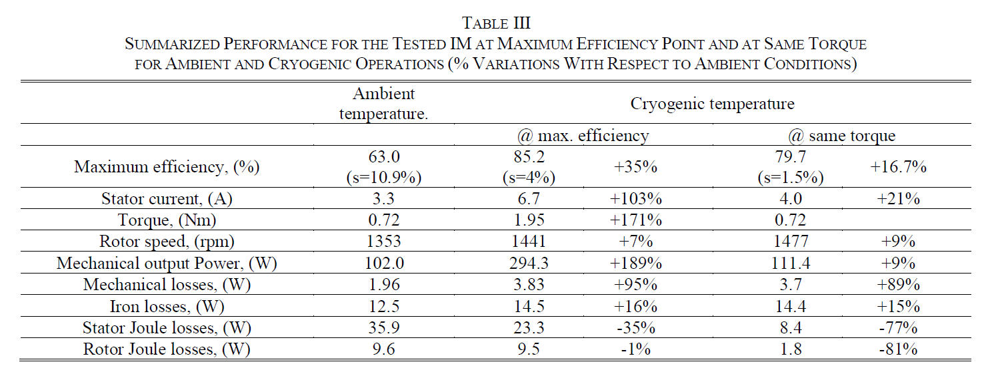 TABLE III
SUMMARIZED PERFORMANCE FOR THE TESTED IM AT MAXIMUM EFFICIENCY POINT AND AT SAME TORQUE
FOR AMBIENT AND CRYOGENIC OPERATIONS (% VARIATIONS WITH RESPECT TO AMBIENT CONDITIONS)
Ambient temperature. Cryogenic temperature
@ max. efficiency @ same torque
Maximum efficiency, (%) 63.0 (s=10.9%) 85.2 (s=4%) +35% 79.7 (s=1.5%) +16.7%
Stator current, (A) 3.3 6.7 +103% 4.0 +21%
Torque, (Nm) 0.72 1.95 +171% 0.72
Rotor speed, (rpm) 1353 1441 +7% 1477 +9%
Mechanical output Power, (W) 102.0 294.3 +189% 111.4 +9%
Mechanical losses, (W) 1.96 3.83 +95% 3.7 +89%
Iron losses, (W) 12.5 14.5 +16% 14.4 +15%
Stator Joule losses, (W) 35.9 23.3 -35% 8.4 -77%
Rotor Joule losses, (W) 9.6 9.5 -1% 1.8 -81%